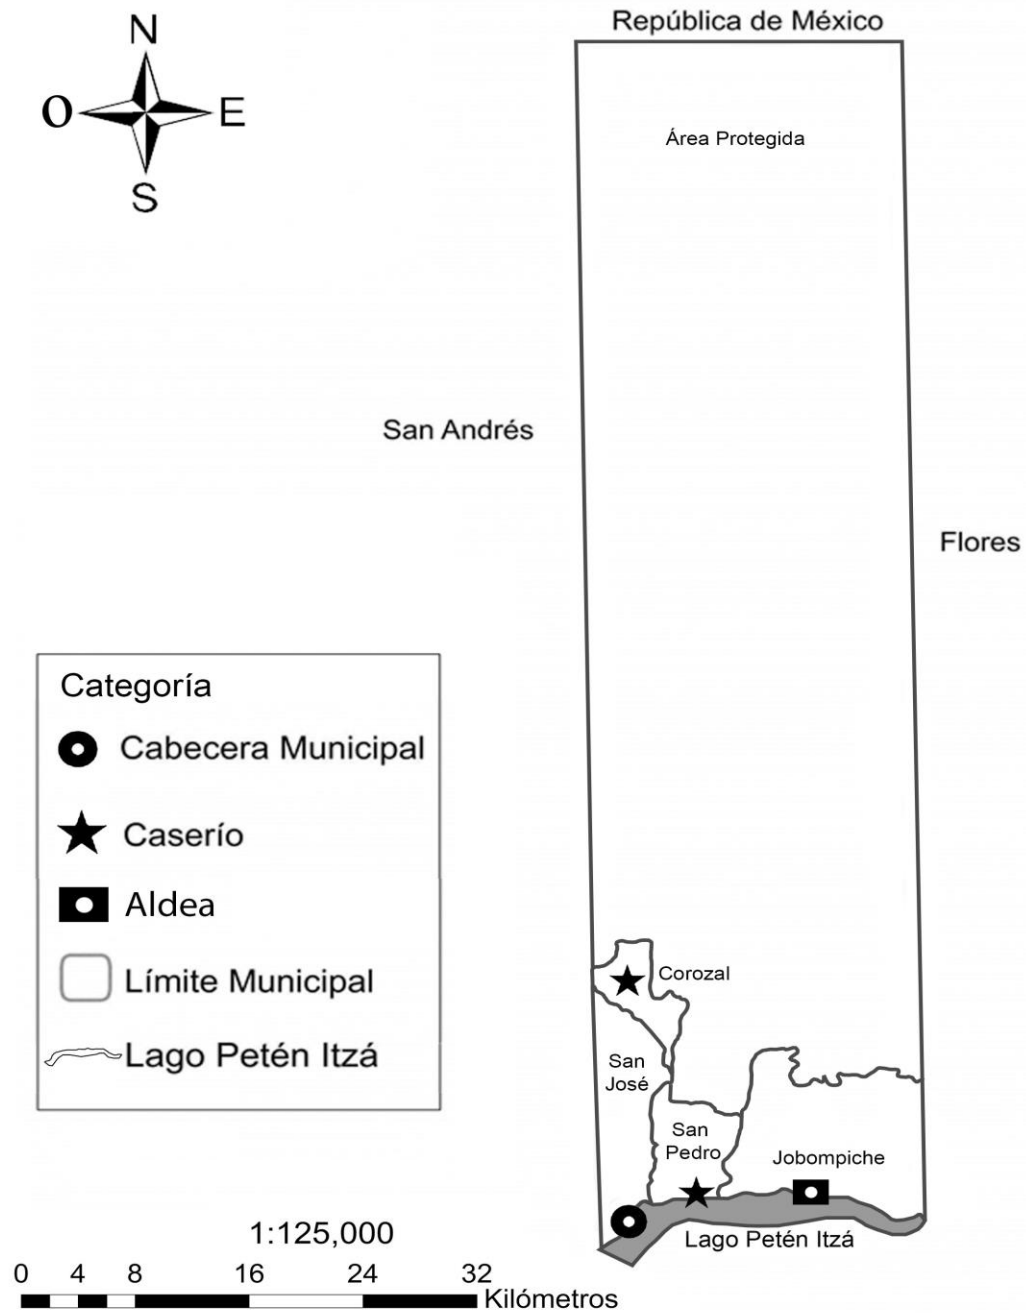 República de México
N
O
E
S
Área Protegida
San Andrés
Flores
Categoría
Cabecera Municipal
Caserío
Aldea
Límite Municipal
Lago Petén Itzá
Corozal
San
José
San
Pedro
Jobompiche
Lago Petén Itzá
1:125,000
0 4 8 16 24 32
Kilómetros